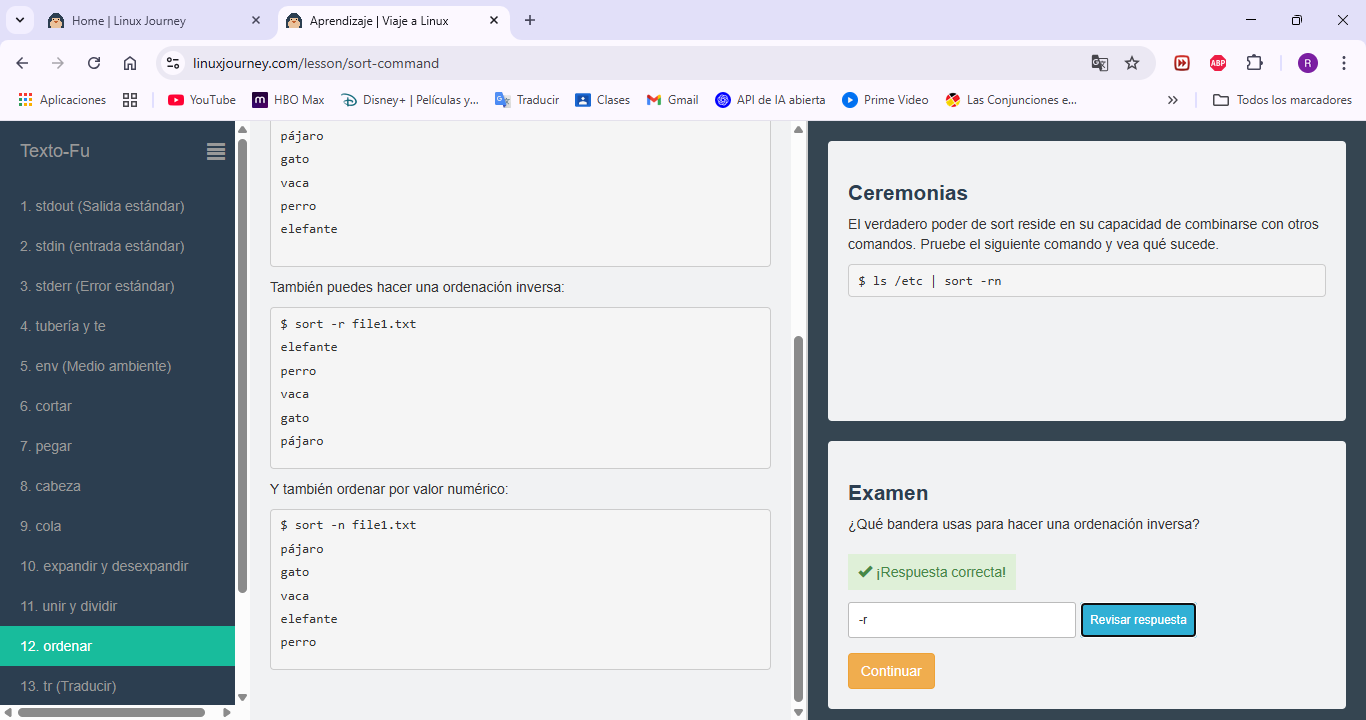 Home | Linux Journey
Aprendizaje | Viaje a Linux
linuxjourney.com/lesson/sort-command
Aplicaciones
YouTube
HBO Max
Disney+ | Películas y...
Traducir
Clases
Gmail
API de IA abierta
Prime Video
Las Conjunciones e...
Todos los marcadores
ABP
R
Texto-Fu
1. stdout (Salida estándar)
2. stdin (entrada estándar)
3. stderr (Error estándar)
4. tubería y te
5. env (Medio ambiente)
6. cortar
7. pegar
8. cabeza
9. cola
10. expandir y desexpandir
11. unir y dividir
12. ordenar
13. tr (Traducir)
pájaro
gato
vaca
perro
elefante
También puedes hacer una ordenación inversa:
$ sort -r file1.txt
elefante
perro
vaca
gato
pájaro
Y también ordenar por valor numérico:
$ sort -n file1.txt
pájaro
gato
vaca
elefante
perro
Ceremonias
El verdadero poder de sort reside en su capacidad de combinarse con otros
comandos. Pruebe el siguiente comando y vea qué sucede.
$ ls /etc | sort -rn
Examen
¿Qué bandera usas para hacer una ordenación inversa?
¡Respuesta correcta!
-r
Revisar respuesta
Continuar